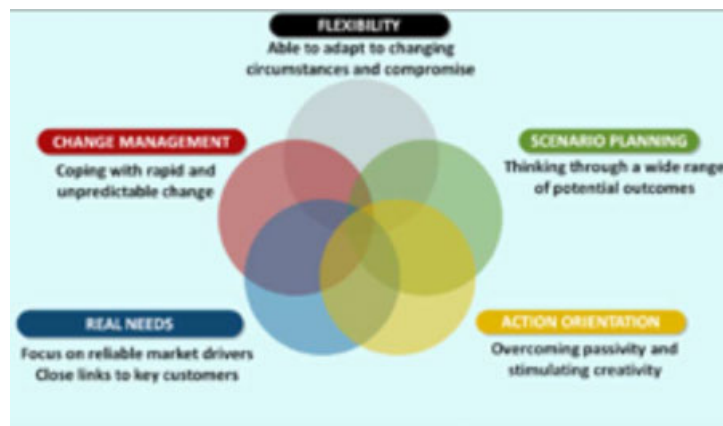 FLEXIBILITY
Able to adapt to changing
circumstances and compromise
CHANGE MANAGEMENT
Coping with rapid and
unpredictable change
SCENARIO PLANNING
Thinking through a wide range
of potential outcomes
REAL NEEDS
Focus on reliable market drivers
Close links to key customers
ACTION ORIENTATION
Overcoming passivity and
stimulating creativity